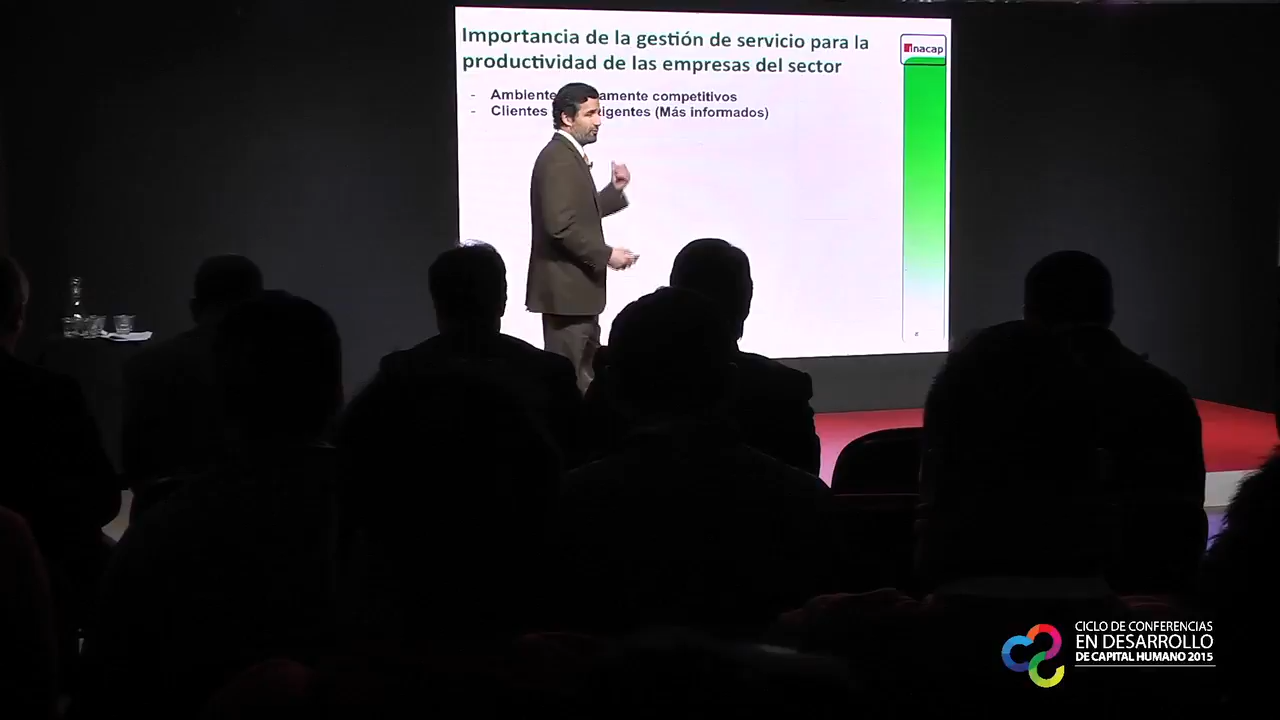 Importancia de la gestión de servicio para la
productividad de las empresas del sector
inacap
- Ambiente amente competitivos
- Clientes igentes (Más informados)
CICLO DE CONFERENCIAS
EN DESARROLLO
DE CAPITAL HUMANO 2015